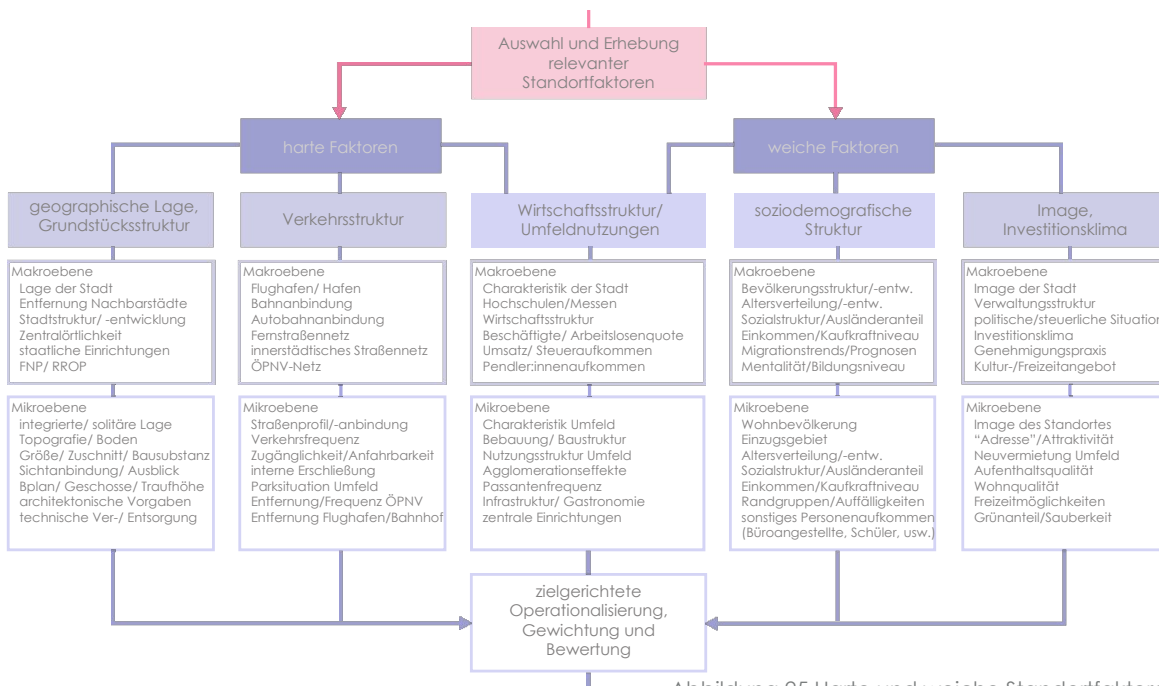 Auswahl und Erhebung
relevanter
Standortfaktoren
harte Faktoren
weiche Faktoren
geographische Lage,
Grundstücksstruktur
Verkehrsstruktur
Wirtschaftsstruktur/
Umfeldnutzungen
soziodemografische
Struktur
Image,
Investitionsklima
Makroebene
Lage der Stadt
Entfernung Nachbarstädte
Stadtstruktur/ -entwicklung
Zentralörtlichkeit
staatliche Einrichtungen
FNP/ RROP
Makroebene
Flughafen/ Hafen
Bahnanbindung
Autobahnanbindung
Fernstraßennetz
innerstädtisches Straßennetz
ÖPNV-Netz
Makroebene
Charakteristik der Stadt
Hochschulen/Messen
Wirtschaftsstruktur
Beschäftigte/ Arbeitslosenquote
Umsatz/ Steueraufkommen
Pendler:innenaufkommen
Makroebene
Bevölkerungsstruktur/-entw.
Altersverteilung/-entw.
Sozialstruktur/Ausländeranteil
Einkommen/Kaufkraftniveau
Migrationstrends/Prognosen
Mentalität/Bildungsniveau
Makroebene
Image der Stadt
Verwaltungsstruktur
politische/steuerliche Situation
Investitionsklima
Genehmigungspraxis
Kultur-/Freizeitangebot
Mikroebene
integrierte/ solitäre Lage
Topografie/ Boden
Größe/ Zuschnitt/ Bausubstanz
Sichtanbindung/ Ausblick
Bplan/ Geschosse/ Traufhöhe
architektonische Vorgaben
technische Ver-/ Entsorgung
Mikroebene
Straßenprofil/-anbindung
Verkehrsfrequenz
Zugänglichkeit/Anfahrbarkeit
interne Erschließung
Parksituation Umfeld
Entfernung/Frequenz ÖPNV
Entfernung Flughafen/Bahnhof
Mikroebene
Charakteristik Umfeld
Bebauung/ Baustruktur
Nutzungsstruktur Umfeld
Agglomerationseffekte
Passantenfrequenz
Infrastruktur/ Gastronomie
zentrale Einrichtungen
Mikroebene
Wohnbevölkerung
Einzugsgebiet
Altersverteilung/-entw.
Sozialstruktur/Ausländeranteil
Einkommen/Kaufkraftniveau
Randgruppen/Auffälligkeiten
sonstiges Personenaufkommen
(Büroangestellte, Schüler, usw.)
Mikroebene
Image des Standortes
"Adresse"/Attraktivität
Neuvermietung Umfeld
Aufenthaltsqualität
Wohnqualität
Freizeitmöglichkeiten
Grünanteil/Sauberkeit
zielgerichtete
Operationalisierung,
Gewichtung und
Bewertung